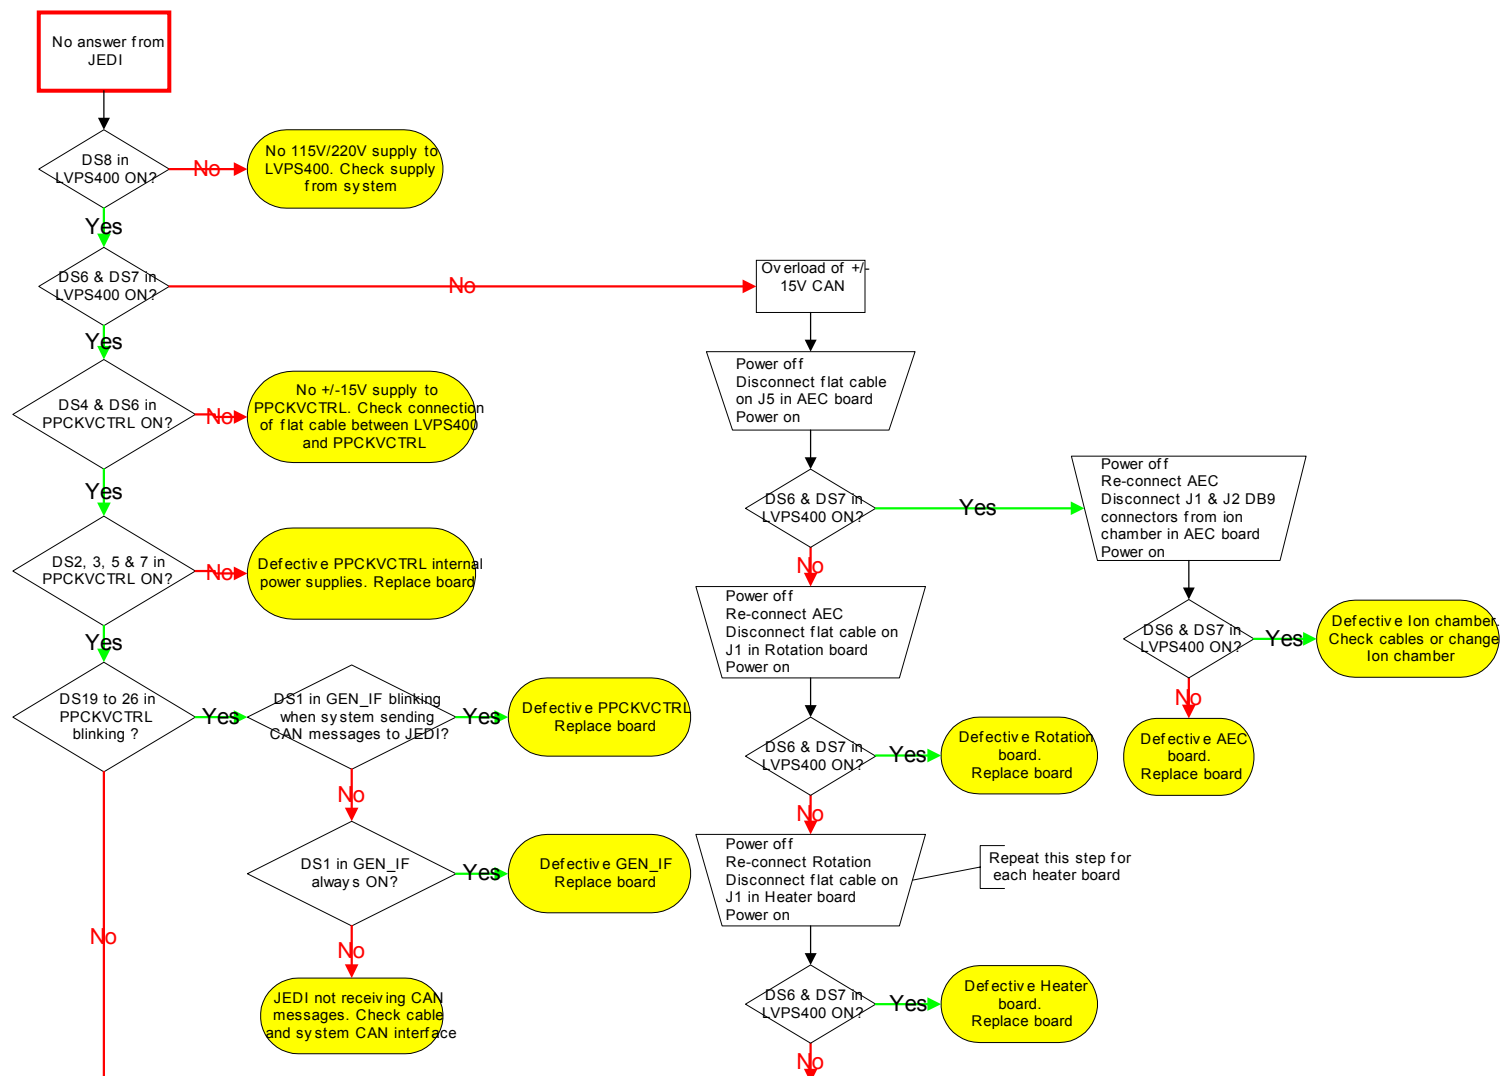 No answer from
JEDI
DS8 in
LVPS400 ON?
No
No 115V/220V supply to
LVPS400. Check supply
from system
Yes
DS6 & DS7 in
LVPS400 ON?
No
Overload of +/-
15V CAN
Yes
Power off
Disconnect flat cable
on J5 in AEC board
Power on
DS4 & DS6 in
PPCKVCTRL ON?
No
No +/-15V supply to
PPCKVCTRL. Check connection
of flat cable between LVPS400
and PPCKVCTRL
Yes
DS6 & DS7 in
LVPS400 ON?
Yes
Power off
Re-connect AEC
Disconnect J1 & J2 DB9
connectors from ion
chamber in AEC board
Power on
No
DS2, 3, 5 & 7 in
PPCKVCTRL ON?
No
Defective PPCKVCTRL internal
power supplies. Replace board
Yes
Power off
Re-connect AEC
Disconnect flat cable on
J1 in Rotation board
Power on
DS6 & DS7 in
LVPS400 ON?
Yes
Defective Ion chamber.
Check cables or change
Ion chamber
No
Defective AEC
board.
Replace board
DS19 to 26 in
PPCKVCTRL
blinking ?
Yes
DS1 in GEN_IF blinking
when system sending
CAN messages to JEDI?
Yes
Defective PPCKVCTRL
Replace board
DS6 & DS7 in
LVPS400 ON?
Yes
Defective Rotation
board.
Replace board
No
No
DS1 in GEN_IF
always ON?
Yes
Defective GEN_IF
Replace board
Power off
Re-connect Rotation
Disconnect flat cable on
J1 in Heater board
Power on
Repeat this step for
each heater board
No
No
JEDI not receiving CAN
messages. Check cable
and system CAN interface
DS6 & DS7 in
LVPS400 ON?
Yes
Defective Heater
board.
Replace board
No